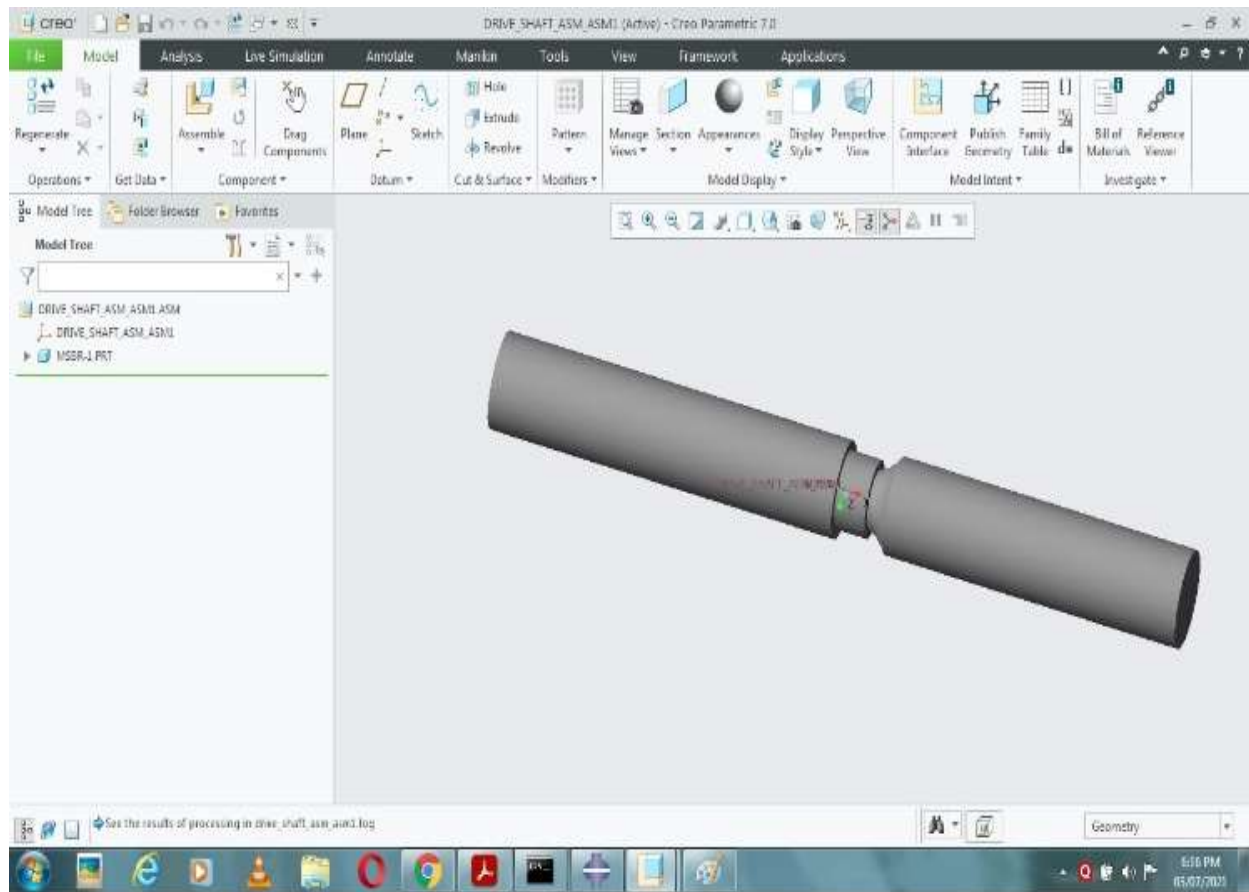 creo
DRIVE_SHAFT_ASM_ASM1 (Active) - Creo Parametric 7.0
File Model Analysis Live Simulation Annotate Manikin Tools View Framework Applications
Regenerate
Assemble
Drag
Components
Plane
Sketch
Hole
Extrude
Revolve
Pattern
Manage
Views
Section
Appearances
Display
Style
Perspective
View
Component
Interface
Publish
Geometry
Family
Table
d=
Bill of
Materials
Reference
Viewer
Operations Get Data Component Datum Cut & Surface Modifiers Model Display Model Intent Investigate
Model Tree Folder Browser Favorites
Model Tree
DRIVE_SHAFT_ASM_ASM1.ASM
DRIVE_SHAFT_ASM_ASM1
MSBR-1.PRT
See the results of processing in drive_shaft_asm_asm1.log
Geometry
6:56 PM